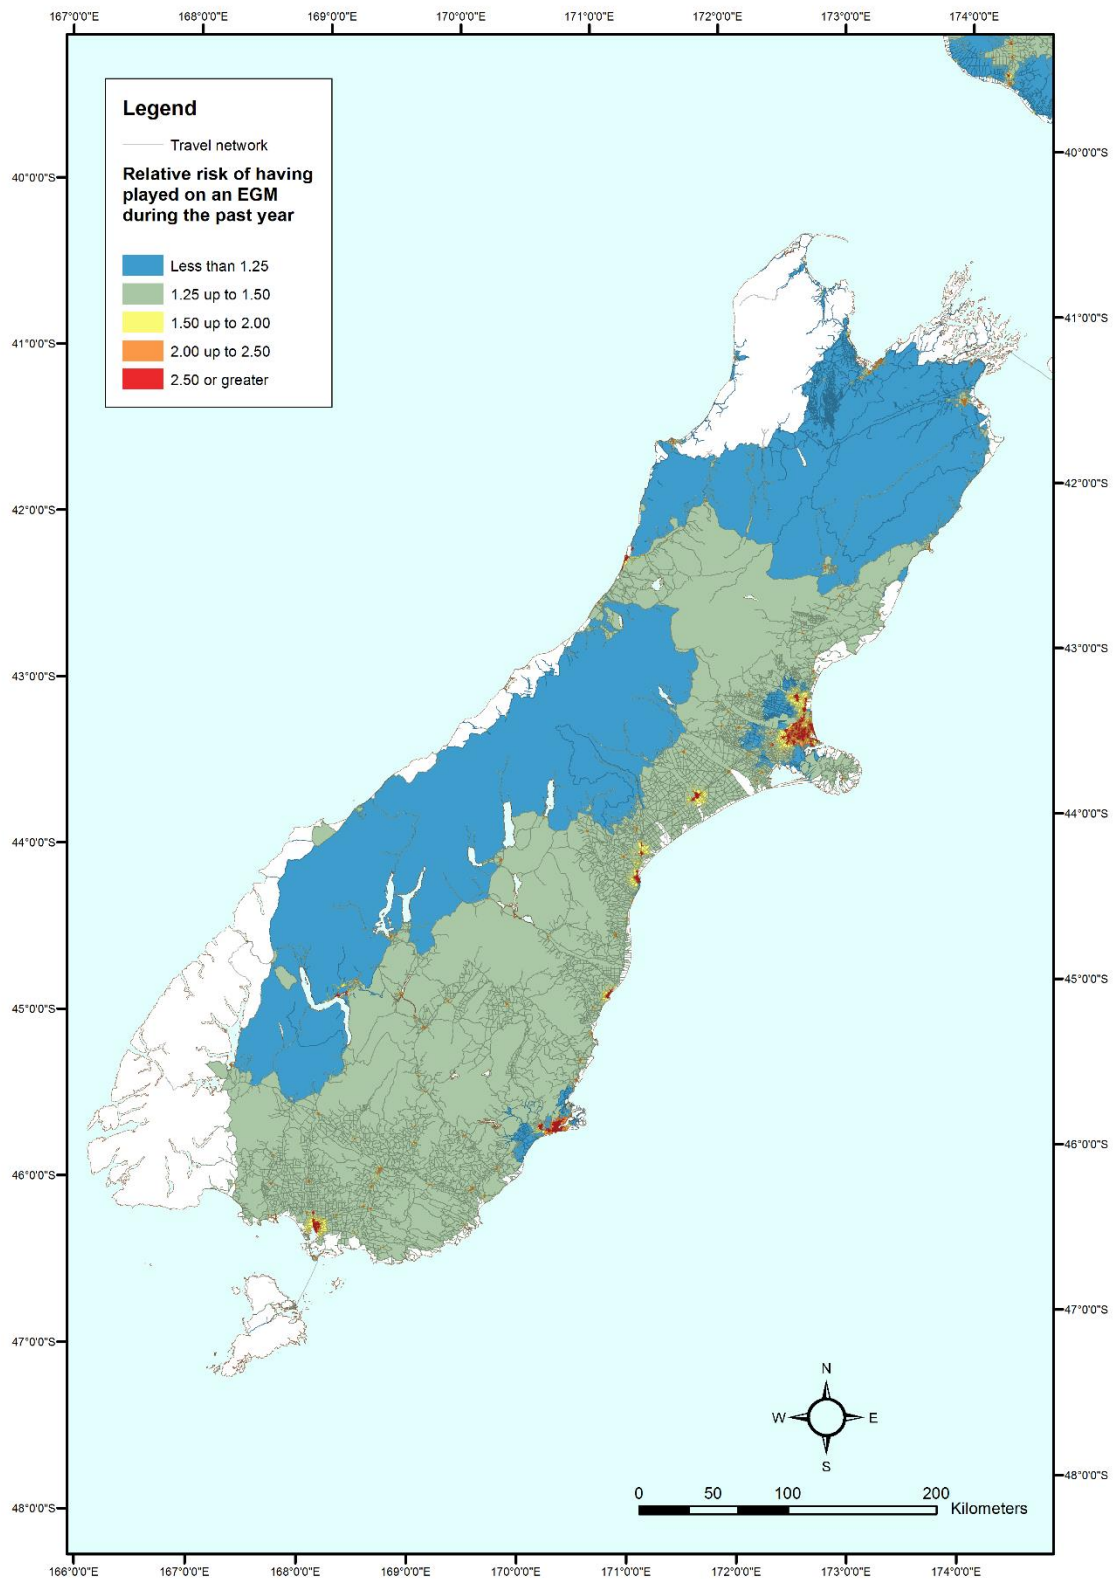 167°0'0"E 168°0'0"E 169°0'0"E 170°0'0"E 171°0'0"E 172°0'0"E 173°0'0"E 174°0'0"E
Legend
Travel network
Relative risk of having
played on an EGM
during the past year
Less than 1.25
1.25 up to 1.50
1.50 up to 2.00
2.00 up to 2.50
2.50 or greater
40°0'0"S
40°0'0"S
41°0'0"S
41°0'0"S
42°0'0"S
42°0'0"S
43°0'0"S
43°0'0"S
44°0'0"S
44°0'0"S
45°0'0"S
45°0'0"S
46°0'0"S
46°0'0"S
47°0'0"S
47°0'0"S
N
W E
S
48°0'0"S
0 50 100 200
Kilometers
48°0'0"S
166°0'0"E 167°0'0"E 168°0'0"E 169°0'0"E 170°0'0"E 171°0'0"E 172°0'0"E 173°0'0"E 174°0'0"E